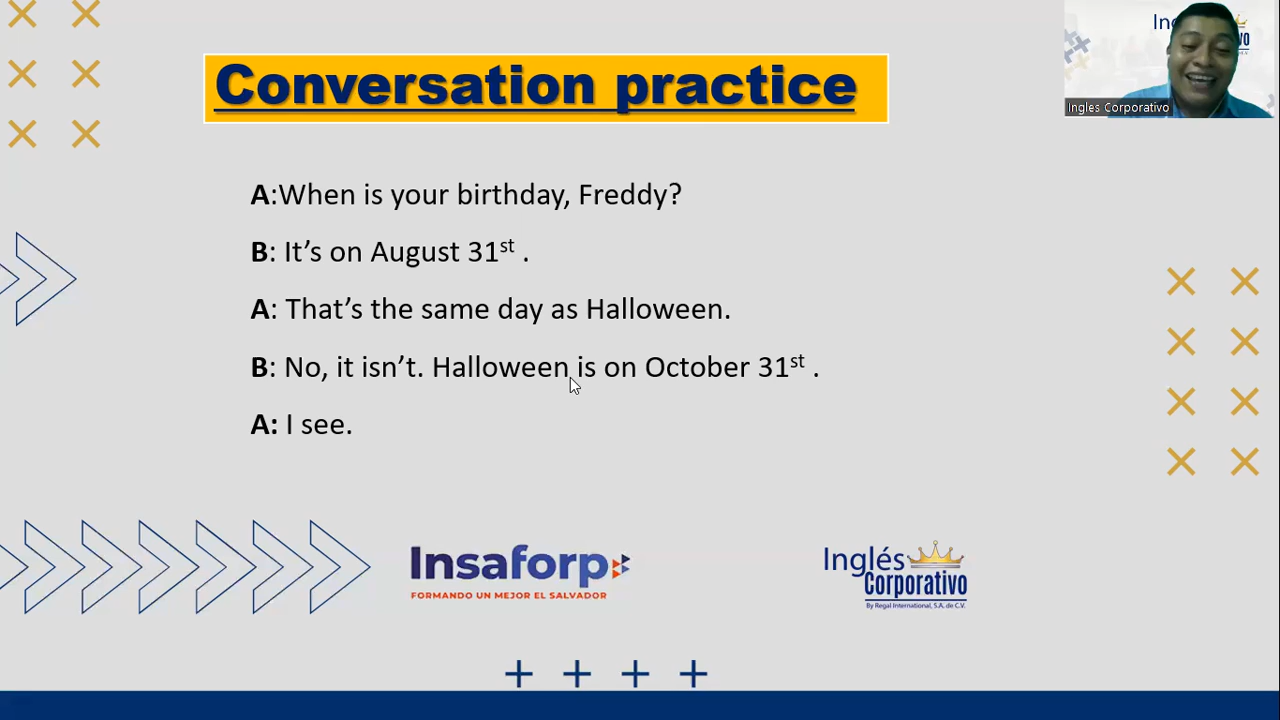 Conversation practice
A:When is your birthday, Freddy?
B: It’s on August 31st .
A: That’s the same day as Halloween.
B: No, it isn’t. Halloween is on October 31st .
A: I see.
Ingles Corporativo
Insaforp
FORMANDO UN MEJOR EL SALVADOR
Inglés
Corporativo
By Regal International, S.A. de C.V.